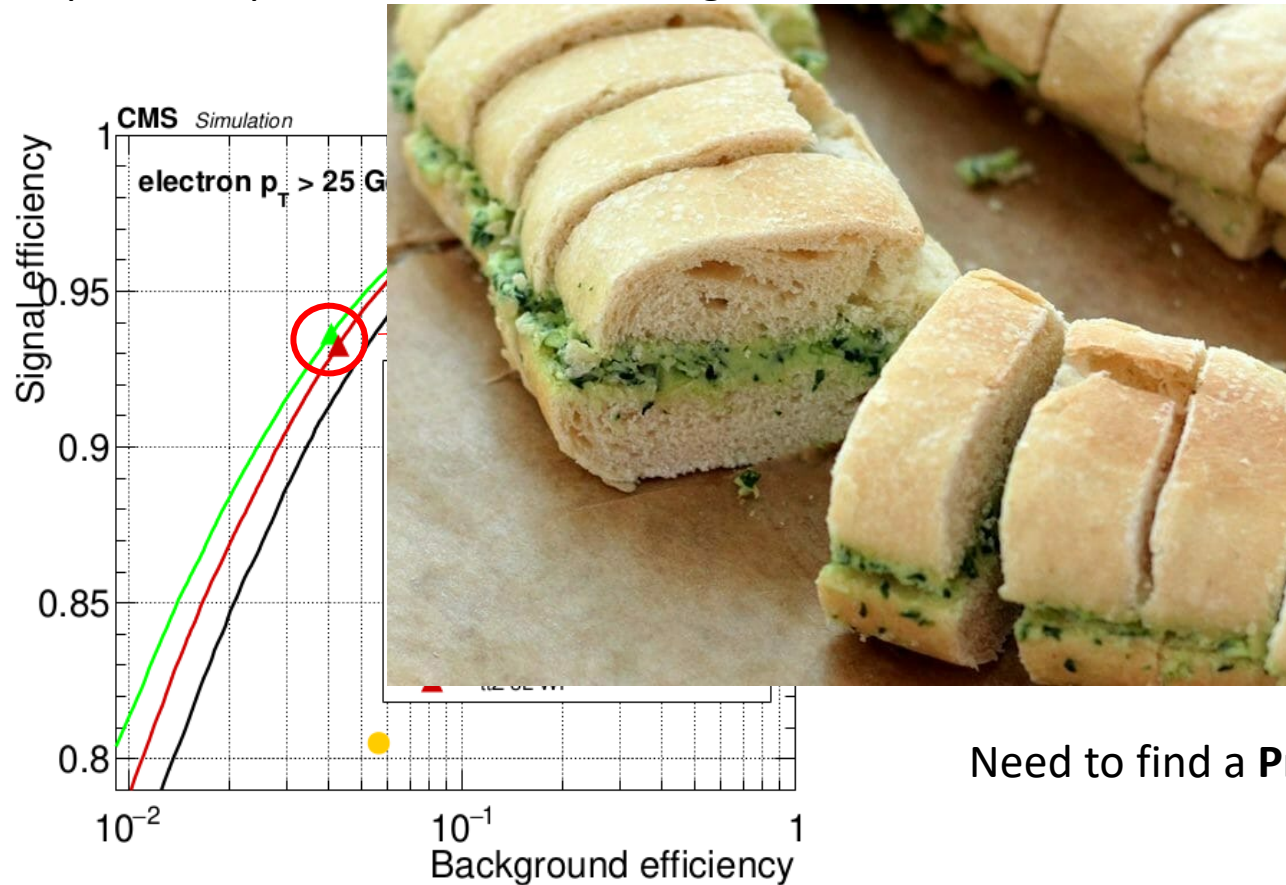 CMS Simulation
electron p_T > 25 G
Signal efficiency
1
0.95
0.9
0.85
0.8
10⁻²
10⁻¹
1
Background efficiency
Need to find a P